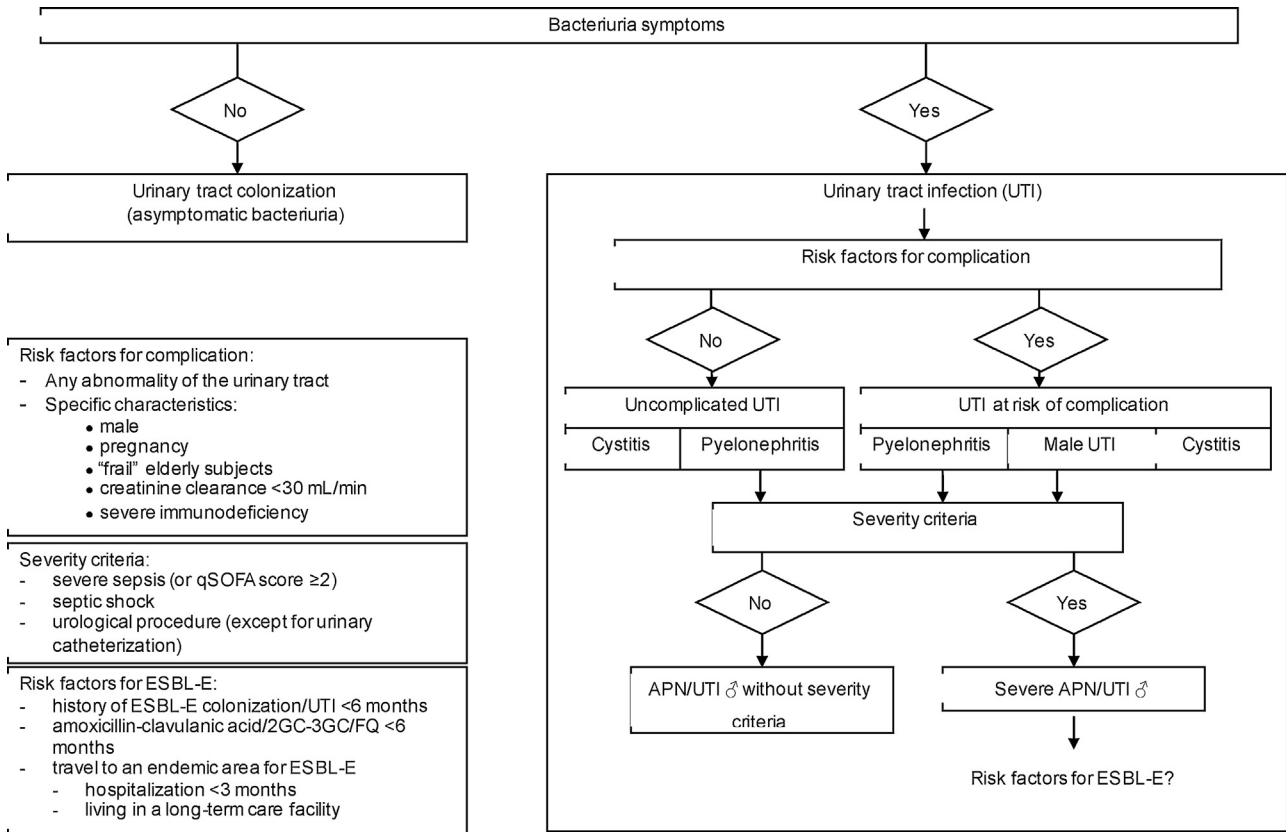 Bacteriuria symptoms
No
Yes
Urinary tract colonization
(asymptomatic bacteriuria)
Urinary tract infection (UTI)
Risk factors for complication
No
Yes
Uncomplicated UTI
Cystitis
Pyelonephritis
UTI at risk of complication
Pyelonephritis
Male UTI
Cystitis
Severity criteria
No
Yes
APN/UTI ♂ without severity
criteria
Severe APN/UTI ♂
Risk factors for ESBL-E?
Risk factors for complication:
- Any abnormality of the urinary tract
- Specific characteristics:
• male
• pregnancy
• “frail” elderly subjects
• creatinine clearance <30 mL/min
• severe immunodeficiency
Severity criteria:
- severe sepsis (or qSOFA score ≥2)
- septic shock
- urological procedure (except for urinary
catheterization)
Risk factors for ESBL-E:
- history of ESBL-E colonization/UTI <6 months
- amoxicillin-clavulanic acid/2GC-3GC/FQ <6
months
- travel to an endemic area for ESBL-E
- hospitalization <3 months
- living in a long-term care facility